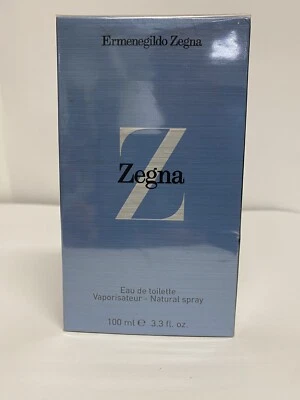 Ermenegildo Zegna
Z
Zegna
Eau de toilette
Vaporisateur - Natural spray
100 ml ℮ 3.3 fl. oz.